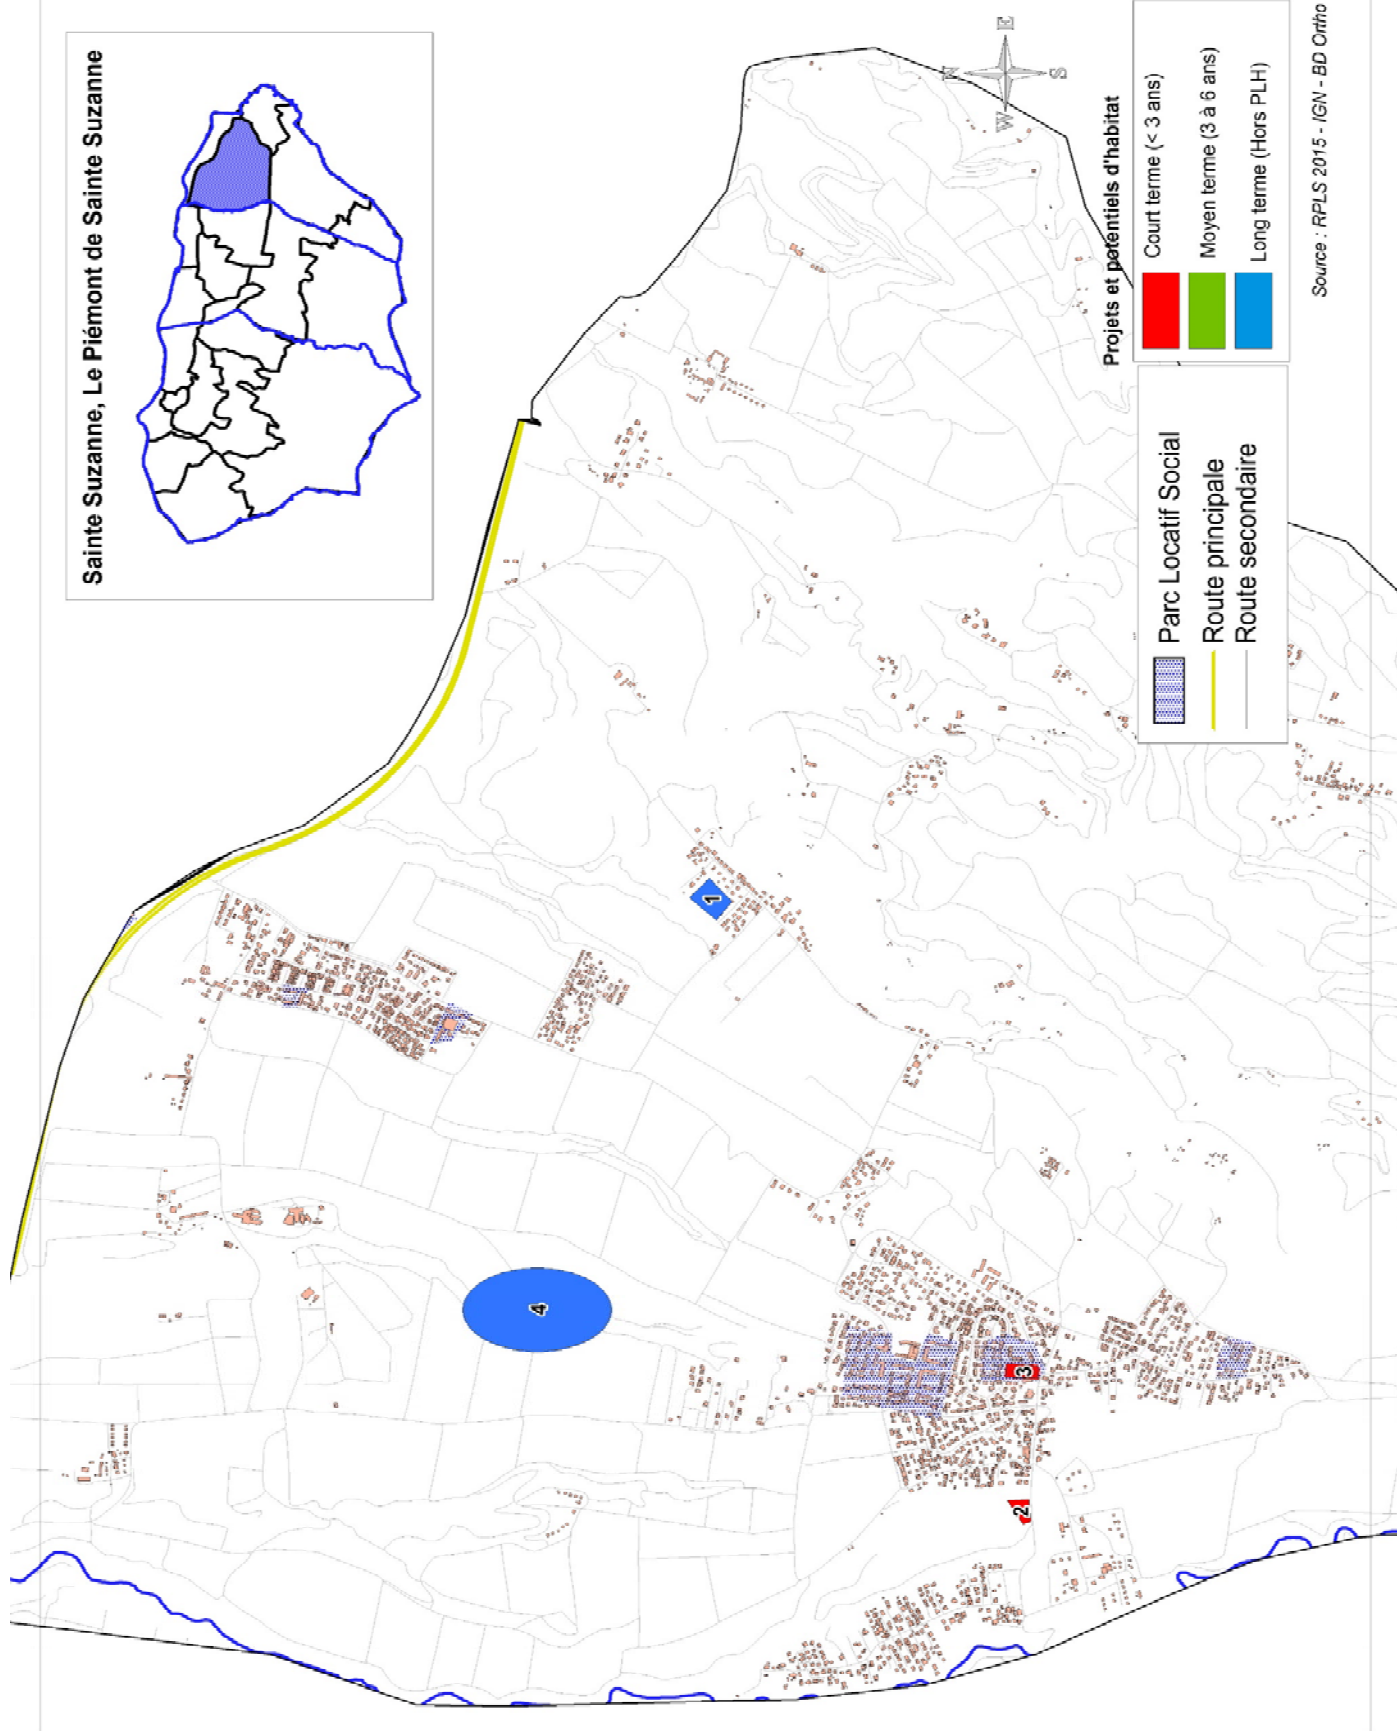 Sainte Suzanne, Le Piémont de Sainte Suzanne
N
E
S
W
Projets et potentiels d'habitat
Court terme (< 3 ans)
Moyen terme (3 à 6 ans)
Long terme (Hors PLH)
Parc Locatif Social
Route principale
Route secondaire
Source : RPLS 2015 - IGN - BD Ortho
1
4
3
2